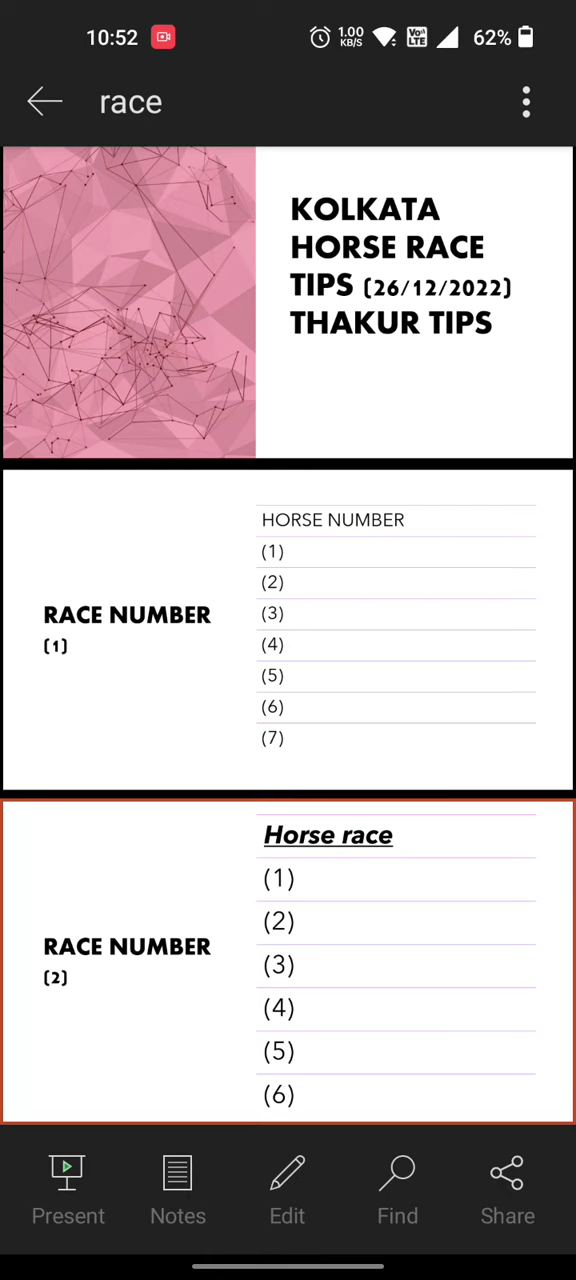 10:52
1.00 KB/S
Vo LTE
62%
race
KOLKATA
HORSE RACE
TIPS (26/12/2022)
THAKUR TIPS
HORSE NUMBER
(1)
(2)
(3)
(4)
(5)
(6)
(7)
RACE NUMBER
(1)
Horse race
(1)
(2)
(3)
(4)
(5)
(6)
RACE NUMBER
(2)
Present
Notes
Edit
Find
Share